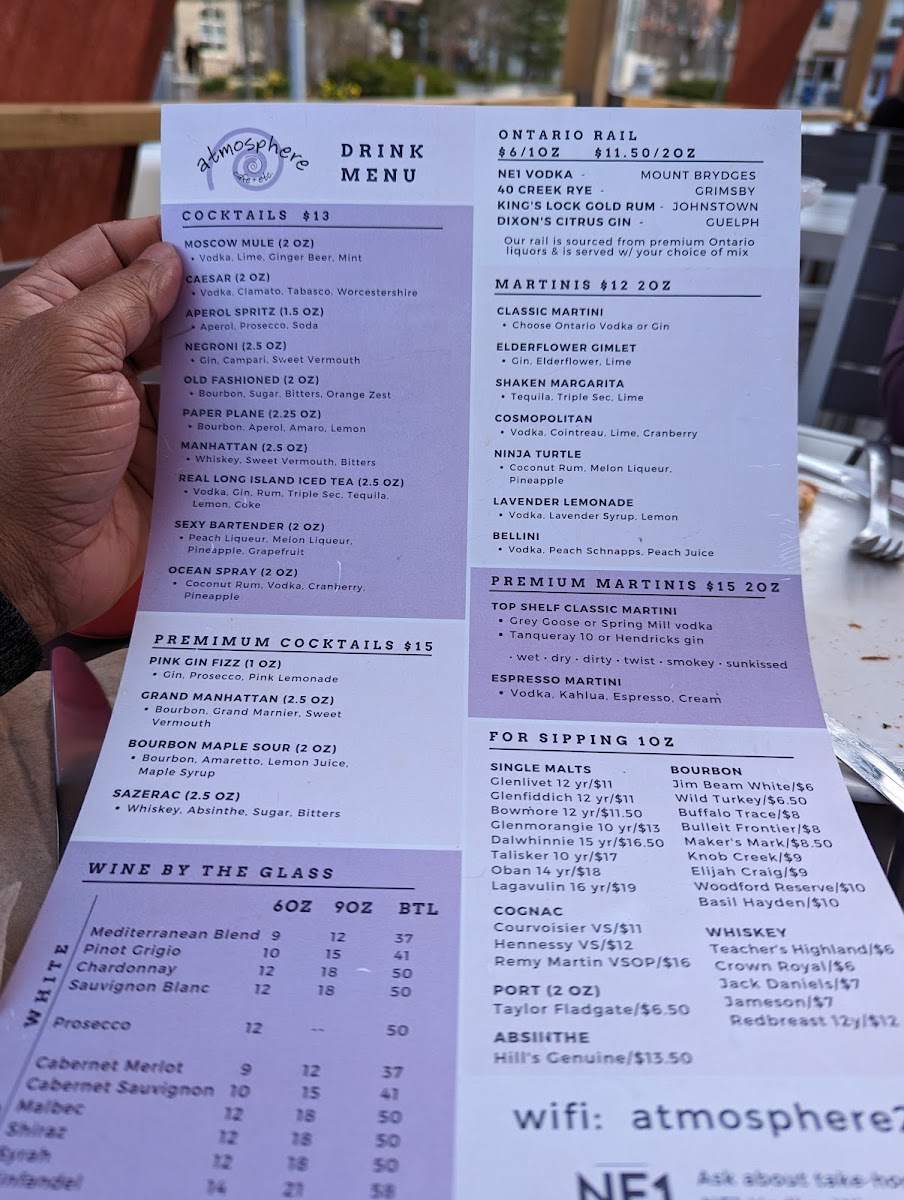 atmosphere
cafe + etc
DRINK
MENU
COCKTAILS $13
MOSCOW MULE (2 OZ)
• Vodka, Lime, Ginger Beer, Mint
CAESAR (2 OZ)
• Vodka, Clamato, Tabasco, Worcestershire
APEROL SPRITZ (1.5 OZ)
• Aperol, Prosecco, Soda
NEGRONI (2.5 OZ)
• Gin, Campari, Sweet Vermouth
OLD FASHIONED (2 OZ)
• Bourbon, Sugar, Bitters, Orange Zest
PAPER PLANE (2.25 OZ)
• Bourbon, Aperol, Amaro, Lemon
MANHATTAN (2.5 OZ)
• Whiskey, Sweet Vermouth, Bitters
REAL LONG ISLAND ICED TEA (2.5 OZ)
• Vodka, Gin, Rum, Triple Sec, Tequila,
Lemon, Coke
SEXY BARTENDER (2 OZ)
• Peach Liqueur, Melon Liqueur,
Pineapple, Grapefruit
OCEAN SPRAY (2 OZ)
• Coconut Rum, Vodka, Cranberry,
Pineapple
PREMIMUM COCKTAILS $15
PINK GIN FIZZ (1 OZ)
• Gin, Prosecco, Pink Lemonade
GRAND MANHATTAN (2.5 OZ)
• Bourbon, Grand Marnier, Sweet
Vermouth
BOURBON MAPLE SOUR (2 OZ)
• Bourbon, Amaretto, Lemon Juice,
Maple Syrup
SAZERAC (2.5 OZ)
• Whiskey, Absinthe, Sugar, Bitters
WINE BY THE GLASS
6OZ 9OZ BTL
WHITE
Mediterranean Blend 9 12 37
Pinot Grigio 10 15 41
Chardonnay 12 18 50
Sauvignon Blanc 12 18 50
Prosecco 12 -- 50
Cabernet Merlot 9 12 37
Cabernet Sauvignon 10 15 41
Malbec 12 18 50
Shiraz 12 18 50
Syrah 12 18 50
infandel 14 21 58
ONTARIO RAIL
$6/1OZ $11.50/2OZ
NE1 VODKA - MOUNT BRYDGES
40 CREEK RYE - GRIMSBY
KING'S LOCK GOLD RUM - JOHNSTOWN
DIXON'S CITRUS GIN - GUELPH
Our rail is sourced from premium Ontario
liquors & is served w/ your choice of mix
MARTINIS $12 2OZ
CLASSIC MARTINI
• Choose Ontario Vodka or Gin
ELDERFLOWER GIMLET
• Gin, Elderflower, Lime
SHAKEN MARGARITA
• Tequila, Triple Sec, Lime
COSMOPOLITAN
• Vodka, Cointreau, Lime, Cranberry
NINJA TURTLE
• Coconut Rum, Melon Liqueur,
Pineapple
LAVENDER LEMONADE
• Vodka, Lavender Syrup, Lemon
BELLINI
• Vodka, Peach Schnapps, Peach Juice
PREMIUM MARTINIS $15 2OZ
TOP SHELF CLASSIC MARTINI
• Grey Goose or Spring Mill vodka
• Tanqueray 10 or Hendricks gin
• wet • dry • dirty • twist • smokey • sunkissed
ESPRESSO MARTINI
• Vodka, Kahlua, Espresso, Cream
FOR SIPPING 1OZ
SINGLE MALTS
Glenlivet 12 yr/$11
Glenfiddich 12 yr/$11
Bowmore 12 yr/$11.50
Glenmorangie 10 yr/$13
Dalwhinnie 15 yr/$16.50
Talisker 10 yr/$17
Oban 14 yr/$18
Lagavulin 16 yr/$19
COGNAC
Courvoisier VS/$11
Hennessy VS/$12
Remy Martin VSOP/$16
PORT (2 OZ)
Taylor Fladgate/$6.50
ABSINTHE
Hill's Genuine/$13.50
BOURBON
Jim Beam White/$6
Wild Turkey/$6.50
Buffalo Trace/$8
Bulleit Frontier/$8
Maker's Mark/$8.50
Knob Creek/$9
Elijah Craig/$9
Woodford Reserve/$10
Basil Hayden/$10
WHISKEY
Teacher's Highland/$6
Crown Royal/$6
Jack Daniels/$7
Jameson/$7
Redbreast 12y/$12
wifi: atmosphere
NE1
Ask about take-ho